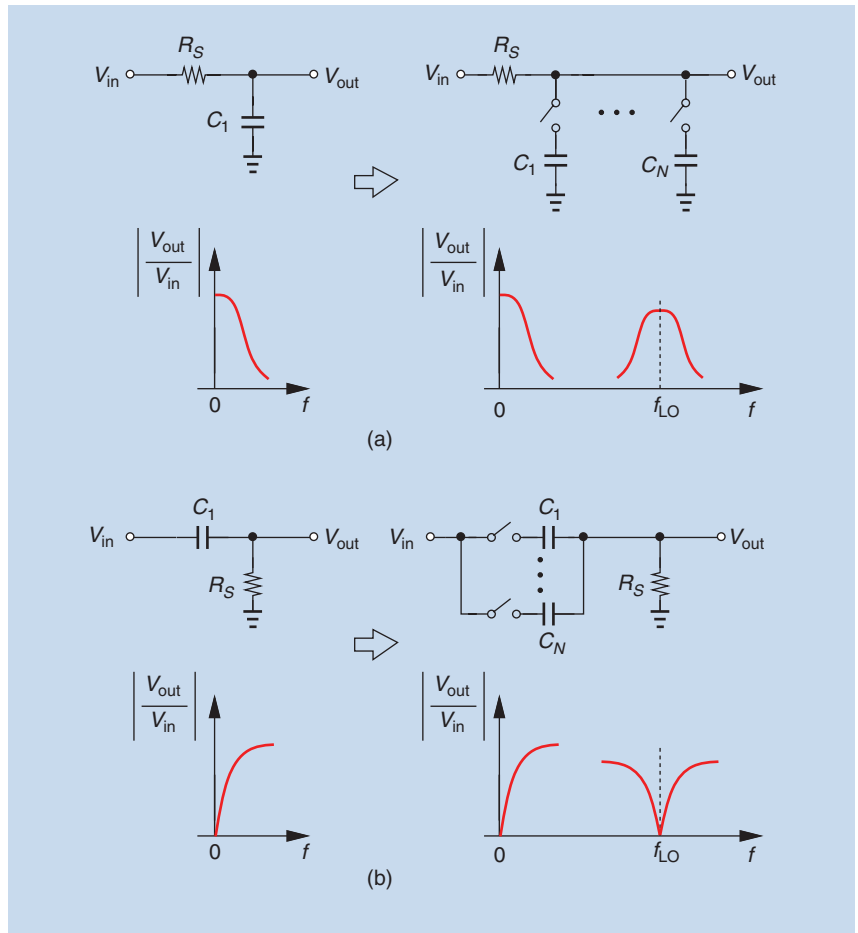 R_S R_S
V_in V_out V_in V_out
C_1 • • • C_1 C_N
|V_out / V_in| |V_out / V_in|
0 f 0 f_LO f
(a)
C_1 C_1
V_in V_out V_in V_out
R_S R_S
C_N
|V_out / V_in| |V_out / V_in|
0 f 0 f_LO f
(b)